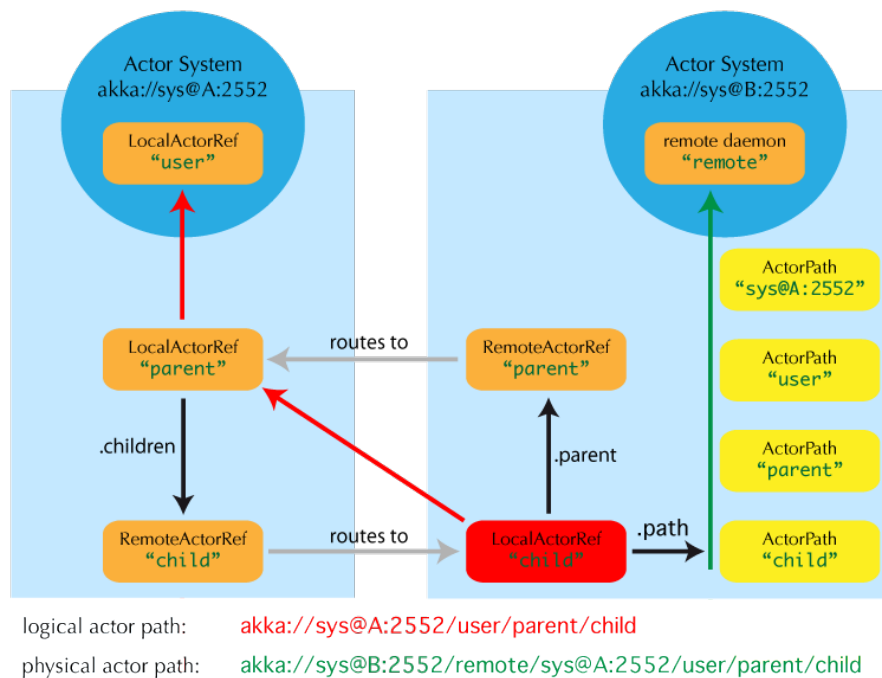 Actor System
akka://sys@A:2552
LocalActorRef
“user”
Actor System
akka://sys@B:2552
remote daemon
“remote”
ActorPath
“sys@A:2552”
LocalActorRef
“parent”
routes to
RemoteActorRef
“parent”
ActorPath
“user”
.children
.parent
ActorPath
“parent”
RemoteActorRef
“child”
routes to
LocalActorRef
“child”
.path
ActorPath
“child”
logical actor path: akka://sys@A:2552/user/parent/child
physical actor path: akka://sys@B:2552/remote/sys@A:2552/user/parent/child